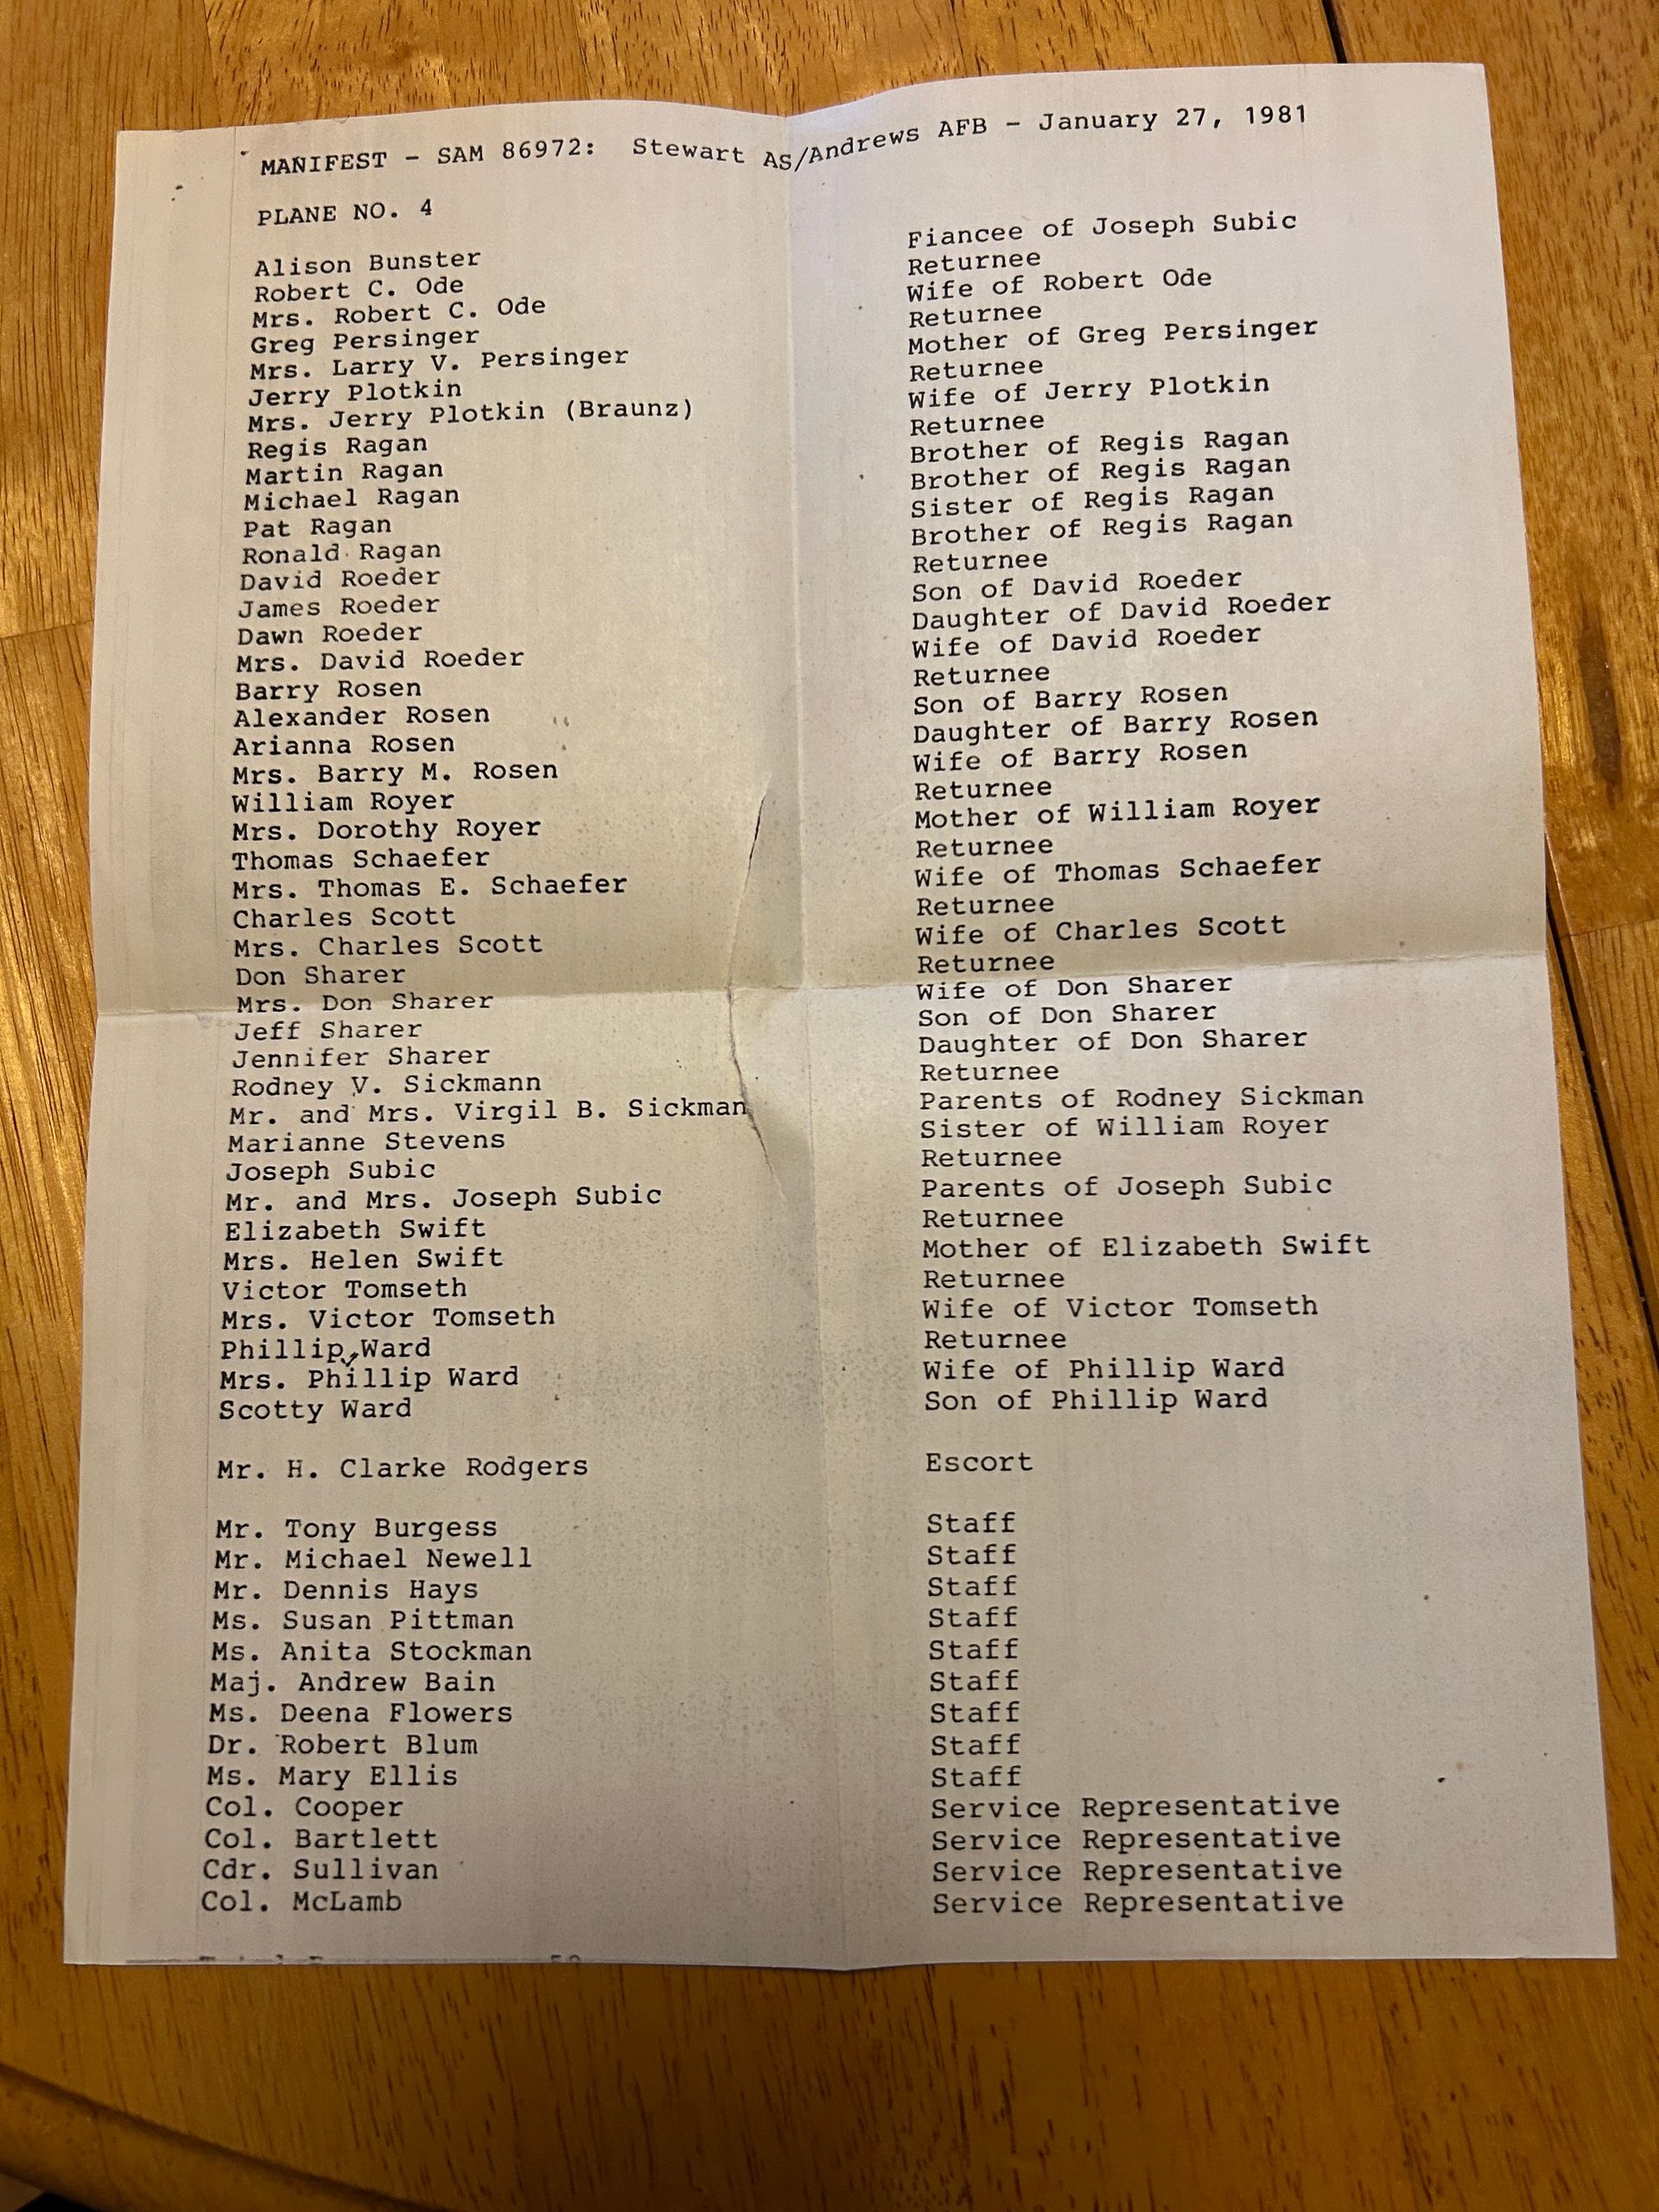 MANIFEST - SAM 86972: Stewart AS/Andrews AFB - January 27, 1981
PLANE NO. 4
Alison Bunster Fiancee of Joseph Subic
Robert C. Ode Returnee
Mrs. Robert C. Ode Wife of Robert Ode
Greg Persinger Returnee
Mrs. Larry V. Persinger Mother of Greg Persinger
Jerry Plotkin Returnee
Mrs. Jerry Plotkin (Braunz) Wife of Jerry Plotkin
Regis Ragan Returnee
Martin Ragan Brother of Regis Ragan
Michael Ragan Brother of Regis Ragan
Pat Ragan Sister of Regis Ragan
Ronald Ragan Brother of Regis Ragan
David Roeder Returnee
James Roeder Son of David Roeder
Dawn Roeder Daughter of David Roeder
Mrs. David Roeder Wife of David Roeder
Barry Rosen Returnee
Alexander Rosen Son of Barry Rosen
Arianna Rosen Daughter of Barry Rosen
Mrs. Barry M. Rosen Wife of Barry Rosen
William Royer Returnee
Mrs. Dorothy Royer Mother of William Royer
Thomas Schaefer Returnee
Mrs. Thomas E. Schaefer Wife of Thomas Schaefer
Charles Scott Returnee
Mrs. Charles Scott Wife of Charles Scott
Don Sharer Returnee
Mrs. Don Sharer Wife of Don Sharer
Jeff Sharer Son of Don Sharer
Jennifer Sharer Daughter of Don Sharer
Rodney V. Sickmann Returnee
Mr. and Mrs. Virgil B. Sickman Parents of Rodney Sickman
Marianne Stevens Sister of William Royer
Joseph Subic Returnee
Mr. and Mrs. Joseph Subic Parents of Joseph Subic
Elizabeth Swift Returnee
Mrs. Helen Swift Mother of Elizabeth Swift
Victor Tomseth Returnee
Mrs. Victor Tomseth Wife of Victor Tomseth
Phillip Ward Returnee
Mrs. Phillip Ward Wife of Phillip Ward
Scotty Ward Son of Phillip Ward
Mr. H. Clarke Rodgers Escort
Mr. Tony Burgess Staff
Mr. Michael Newell Staff
Mr. Dennis Hays Staff
Ms. Susan Pittman Staff
Ms. Anita Stockman Staff
Maj. Andrew Bain Staff
Ms. Deena Flowers Staff
Dr. Robert Blum Staff
Ms. Mary Ellis Staff
Col. Cooper Service Representative
Col. Bartlett Service Representative
Cdr. Sullivan Service Representative
Col. McLamb Service Representative